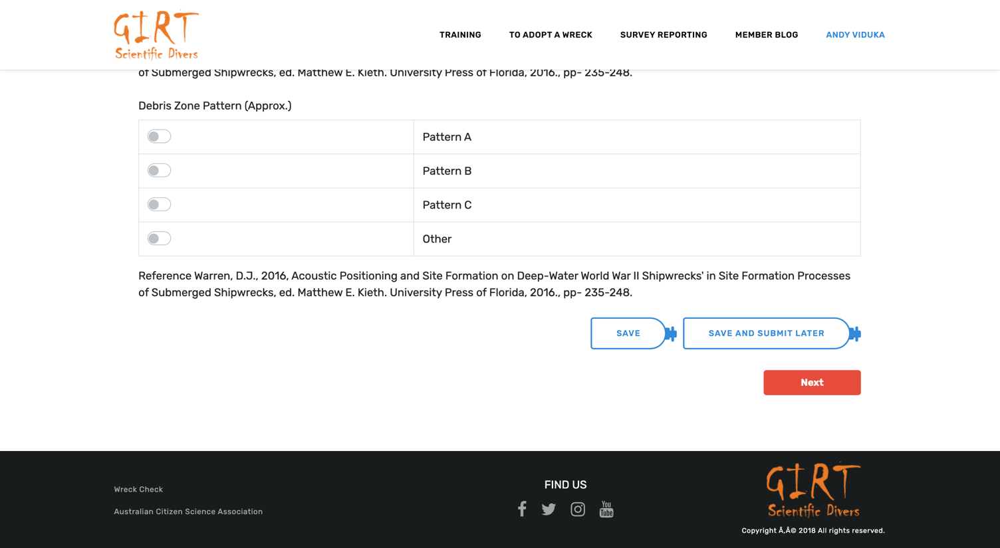 GIRT
Scientific Divers
TRAINING
TO ADOPT A WRECK
SURVEY REPORTING
MEMBER BLOG
ANDY VIDUKA
of Submerged Shipwrecks, ed. Matthew E. Kieth. University Press of Florida, 2016., pp- 235-248.
Debris Zone Pattern (Approx.)
Pattern A
Pattern B
Pattern C
Other
Reference Warren, D.J., 2016, Acoustic Positioning and Site Formation on Deep-Water World War II Shipwrecks' in Site Formation Processes
of Submerged Shipwrecks, ed. Matthew E. Kieth. University Press of Florida, 2016., pp- 235-248.
SAVE
SAVE AND SUBMIT LATER
Next
Wreck Check
Australian Citizen Science Association
FIND US
You
Tube
GIRT
Scientific Divers
Copyright Ã‚Â© 2018 All rights reserved.